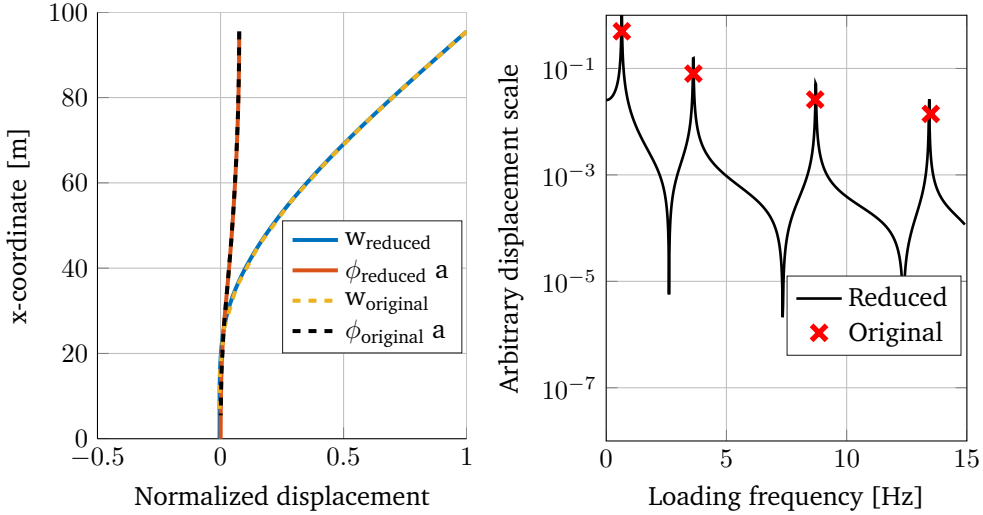 100
80
60
40
20
0
−0.5
0
0.5
1
x-coordinate [m]
Normalized displacement
w_reduced
ϕ_reduced a
w_original
ϕ_original a
10⁻¹
10⁻³
10⁻⁵
10⁻⁷
0
5
10
15
Arbitrary displacement scale
Loading frequency [Hz]
Reduced
Original